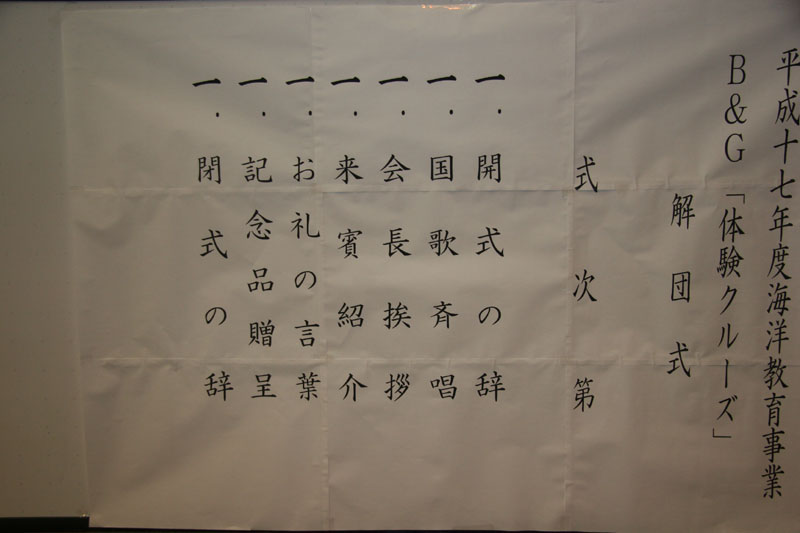 平成十七年度海洋教育事業
B&G「体験クルーズ」
解団式
式次第
一.開式の辞
一.国歌斉唱
一.会長挨拶
一.来賓紹介
一.お礼の言葉
一.記念品贈呈
一.閉式の辞